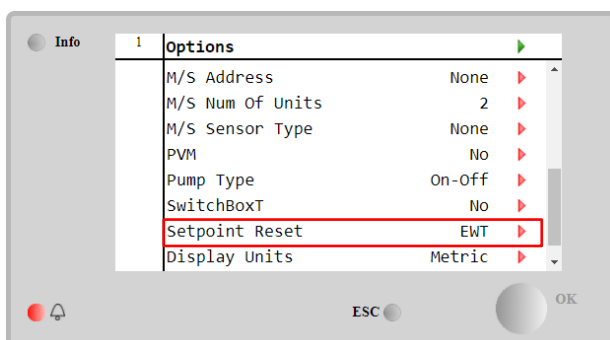 Info
1 Options
M/S Address None
M/S Num Of Units 2
M/S Sensor Type None
PVM No
Pump Type On-Off
SwitchBoxT No
Setpoint Reset EWT
Display Units Metric
ESC
OK